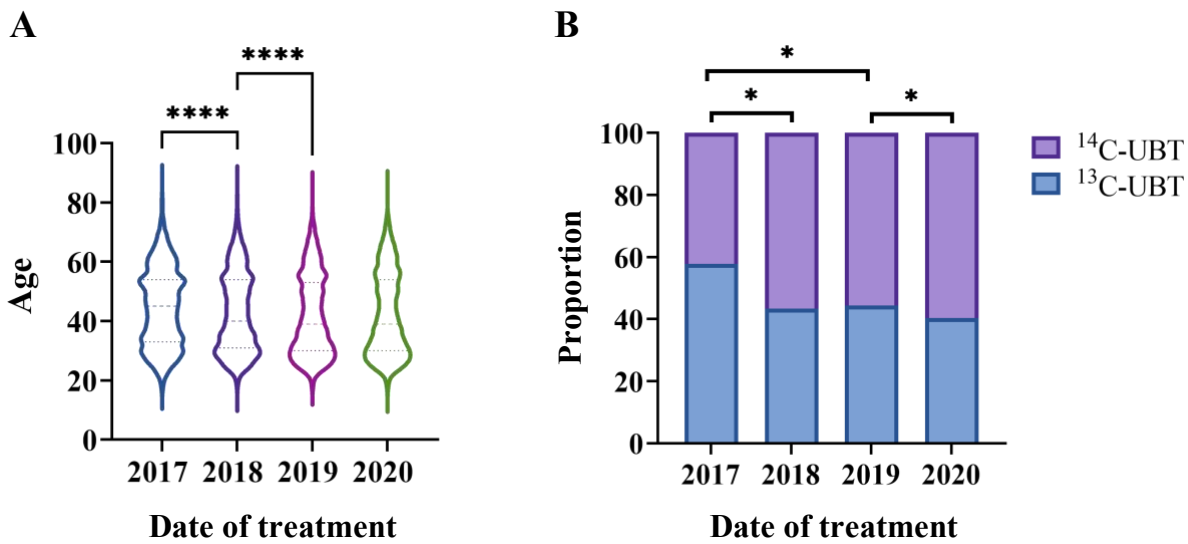 A
****
****
100
80
60
40
20
0
Age
2017 2018 2019 2020
Date of treatment
B
*
* *
100
80
60
40
20
0
Proportion
2017 2018 2019 2020
Date of treatment
¹⁴C-UBT
¹³C-UBT